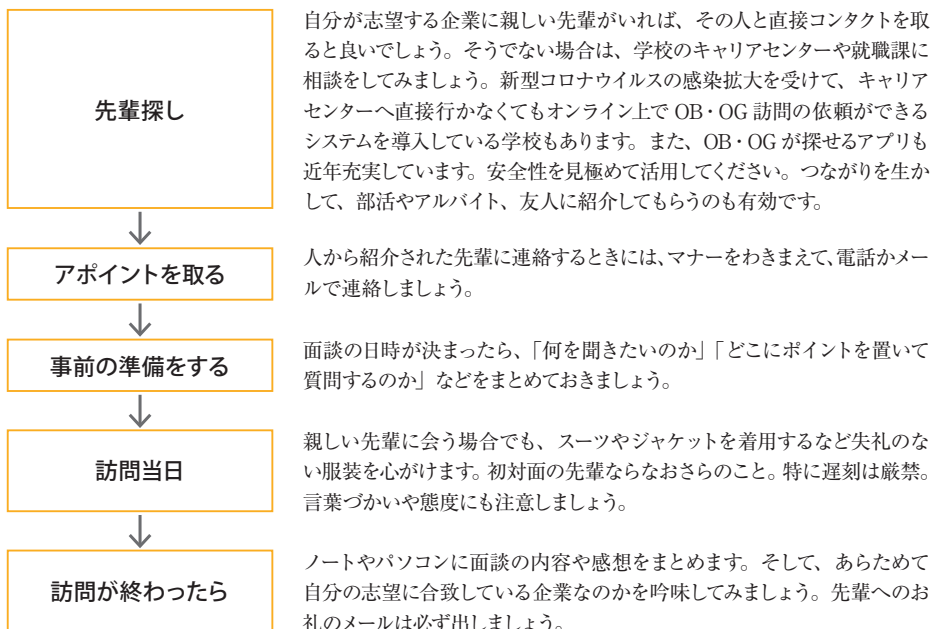 先輩探し
自分が志望する企業に親しい先輩がいれば、その人と直接コンタクトを取
ると良いでしょう。そうでない場合は、学校のキャリアセンターや就職課に
相談をしてみましょう。新型コロナウイルスの感染拡大を受けて、キャリア
センターへ直接行かなくてもオンライン上で OB・OG 訪問の依頼ができる
システムを導入している学校もあります。また、OB・OG が探せるアプリも
近年充実しています。安全性を見極めて活用してください。つながりを生か
して、部活やアルバイト、友人に紹介してもらうのも有効です。
アポイントを取る
人から紹介された先輩に連絡するときには、マナーをわきまえて、電話かメー
ルで連絡しましょう。
事前の準備をする
面談の日時が決まったら、「何を聞きたいのか」「どこにポイントを置いて
質問するのか」などをまとめておきましょう。
訪問当日
親しい先輩に会う場合でも、スーツやジャケットを着用するなど失礼のな
い服装を心がけます。初対面の先輩ならなおさらのこと。特に遅刻は厳禁。
言葉づかいや態度にも注意しましょう。
訪問が終わったら
ノートやパソコンに面談の内容や感想をまとめます。そして、あらためて
自分の志望に合致している企業なのかを吟味してみましょう。先輩へのお
礼のメールは必ず出しましょう。